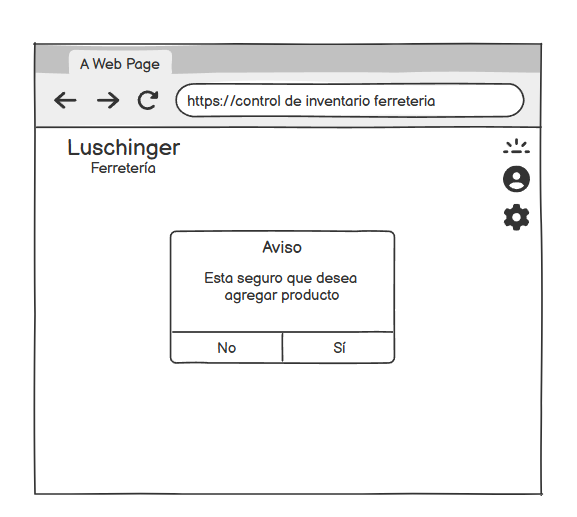 A Web Page
https://control de inventario ferreteria
Luschinger
Ferretería
Aviso
Esta seguro que desea
agregar producto
No
Sí